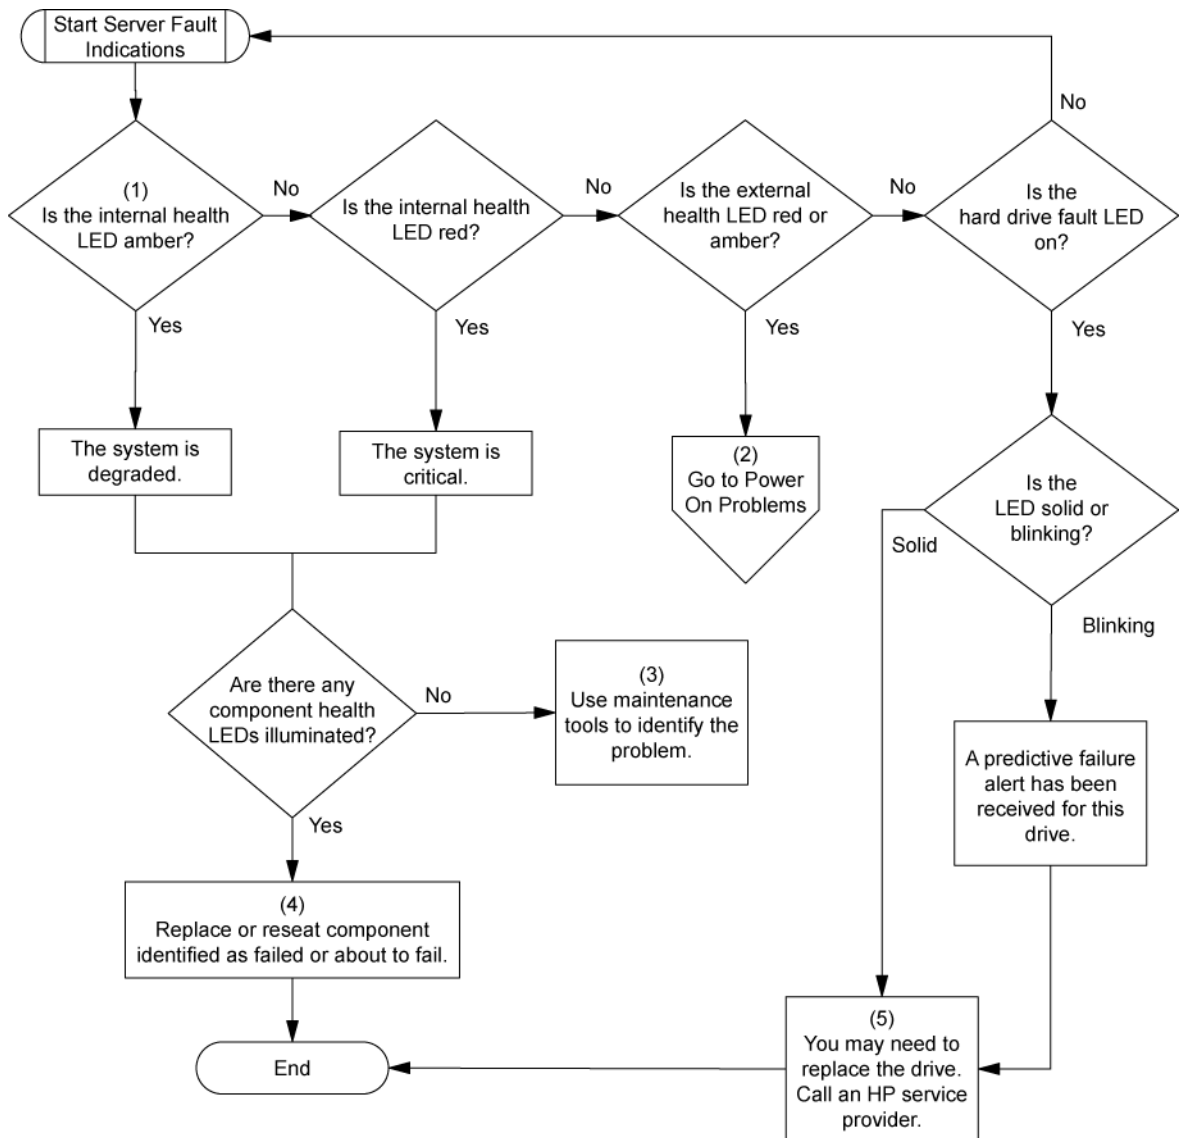 Start Server Fault
Indications
No
(1)
Is the internal health
LED amber?
No
Is the internal health
LED red?
No
Is the external
health LED red or
amber?
No
Is the
hard drive fault LED
on?
Yes
Yes
Yes
Yes
The system is
degraded.
The system is
critical.
(2)
Go to Power
On Problems
Is the
LED solid or
blinking?
Solid
Blinking
Are there any
component health
LEDs illuminated?
No
(3)
Use maintenance
tools to identify the
problem.
A predictive failure
alert has been
received for this
drive.
Yes
(4)
Replace or reseat component
identified as failed or about to fail.
End
(5)
You may need to
replace the drive.
Call an HP service
provider.